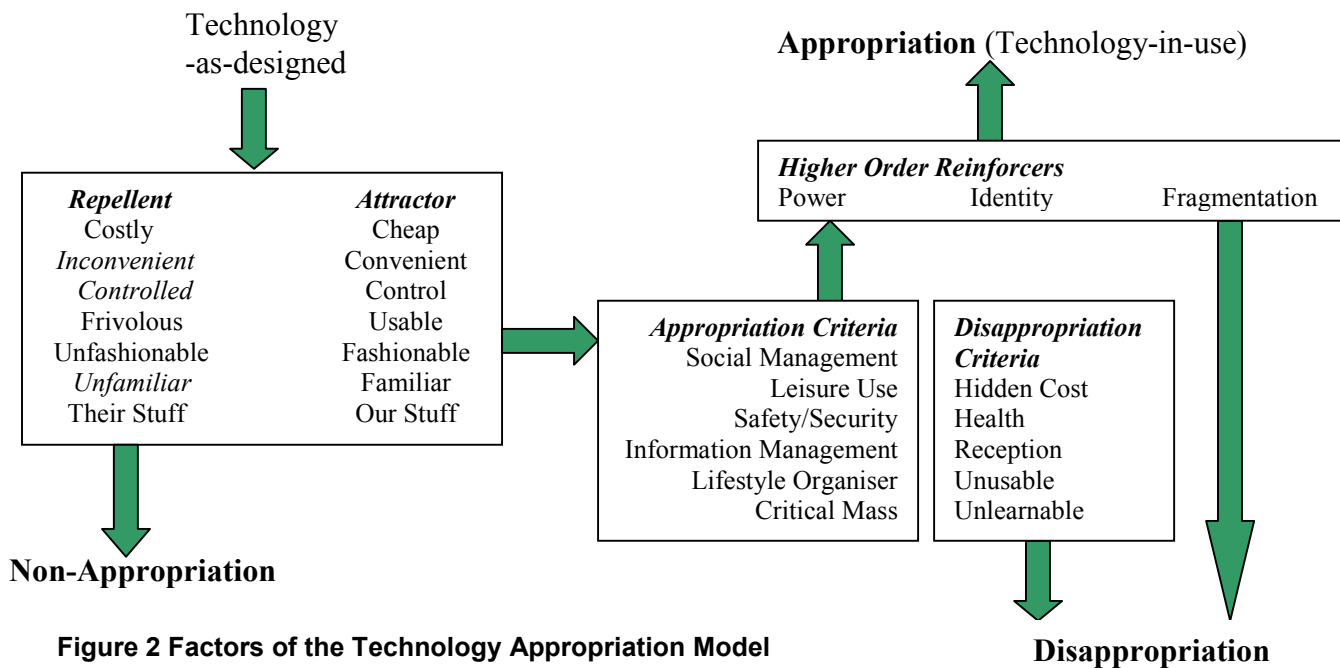 Technology
-as-designed
Appropriation (Technology-in-use)
Repellent Attractor
Costly Cheap
Inconvenient Convenient
Controlled Control
Frivolous Usable
Unfashionable Fashionable
Unfamiliar Familiar
Their Stuff Our Stuff
Non-Appropriation
Higher Order Reinforcers
Power Identity Fragmentation
Appropriation Criteria
Social Management
Leisure Use
Safety/Security
Information Management
Lifestyle Organiser
Critical Mass
Disappropriation
Criteria
Hidden Cost
Health
Reception
Unusable
Unlearnable
Disappropriation
Figure 2 Factors of the Technology Appropriation Model